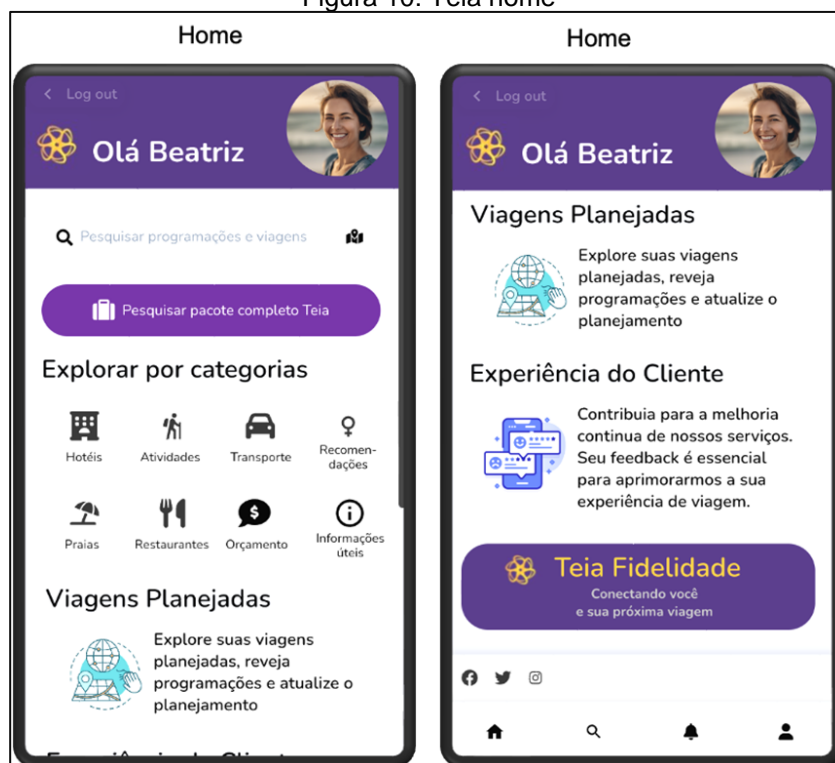 Figura 10: Teia home
Home
Log out
Olá Beatriz
Pesquisar programações e viagens
Pesquisar pacote completo Teia
Explorar por categorias
Hotéis
Atividades
Transporte
Recomen-
dações
Praias
Restaurantes
Orçamento
Informações
úteis
Viagens Planejadas
Explore suas viagens
planejadas, reveja
programações e atualize o
planejamento
Experiência do Cliente
Home
Log out
Olá Beatriz
Viagens Planejadas
Explore suas viagens
planejadas, reveja
programações e atualize o
planejamento
Experiência do Cliente
Contribuia para a melhoria
continua de nossos serviços.
Seu feedback é essencial
para aprimorarmos a sua
experiência de viagem.
Teia Fidelidade
Conectando você
e sua próxima viagem